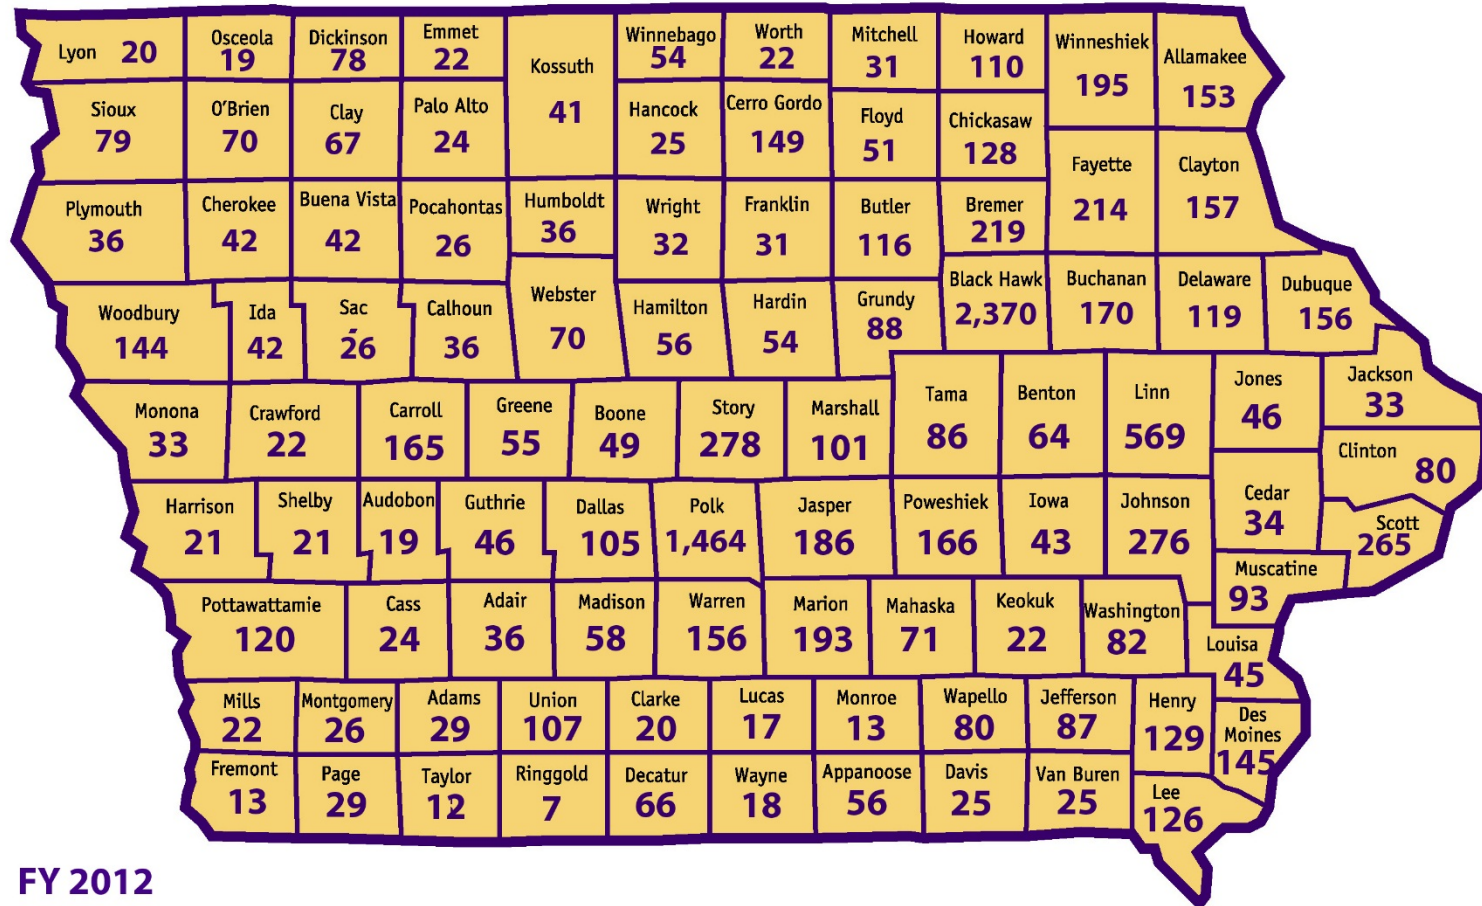 Lyon 20
Osceola
19
Dickinson
78
Emmet
22
Kossuth
41
Winnebago
54
Worth
22
Mitchell
31
Howard
110
Winneshiek
195
Allamakee
153
Sioux
79
O'Brien
70
Clay
67
Palo Alto
24
Hancock
25
Cerro Gordo
149
Floyd
51
Chickasaw
128
Fayette
214
Clayton
157
Plymouth
36
Cherokee
42
Buena Vista
42
Pocahontas
26
Humboldt
36
Wright
32
Franklin
31
Butler
116
Bremer
219
Woodbury
144
Ida
42
Sac
26
Calhoun
36
Webster
70
Hamilton
56
Hardin
54
Grundy
88
Black Hawk
2,370
Buchanan
170
Delaware
119
Dubuque
156
Monona
33
Crawford
22
Carroll
165
Greene
55
Boone
49
Story
278
Marshall
101
Tama
86
Benton
64
Linn
569
Jones
46
Jackson
33
Clinton
80
Harrison
21
Shelby
21
Audobon
19
Guthrie
46
Dallas
105
Polk
1,464
Jasper
186
Poweshiek
166
Iowa
43
Johnson
276
Cedar
34
Scott
265
Muscatine
93
Pottawattamie
120
Cass
24
Adair
36
Madison
58
Warren
156
Marion
193
Mahaska
71
Keokuk
22
Washington
82
Louisa
45
Mills
22
Montgomery
26
Adams
29
Union
107
Clarke
20
Lucas
17
Monroe
13
Wapello
80
Jefferson
87
Henry
129
Des
Moines
145
Fremont
13
Page
29
Taylor
12
Ringgold
7
Decatur
66
Wayne
18
Appanoose
56
Davis
25
Van Buren
25
Lee
126
FY 2012